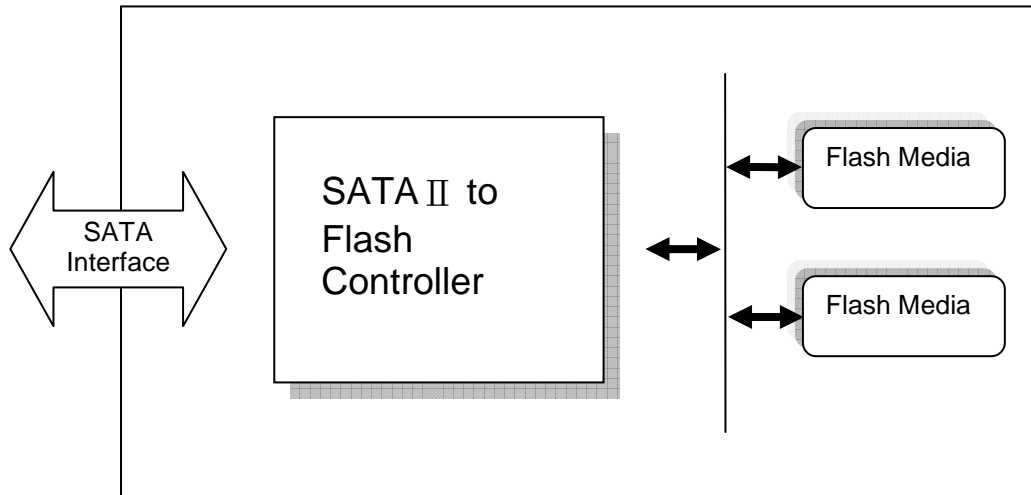 SATA
Interface
SATA Ⅱ to
Flash
Controller
Flash Media
Flash Media